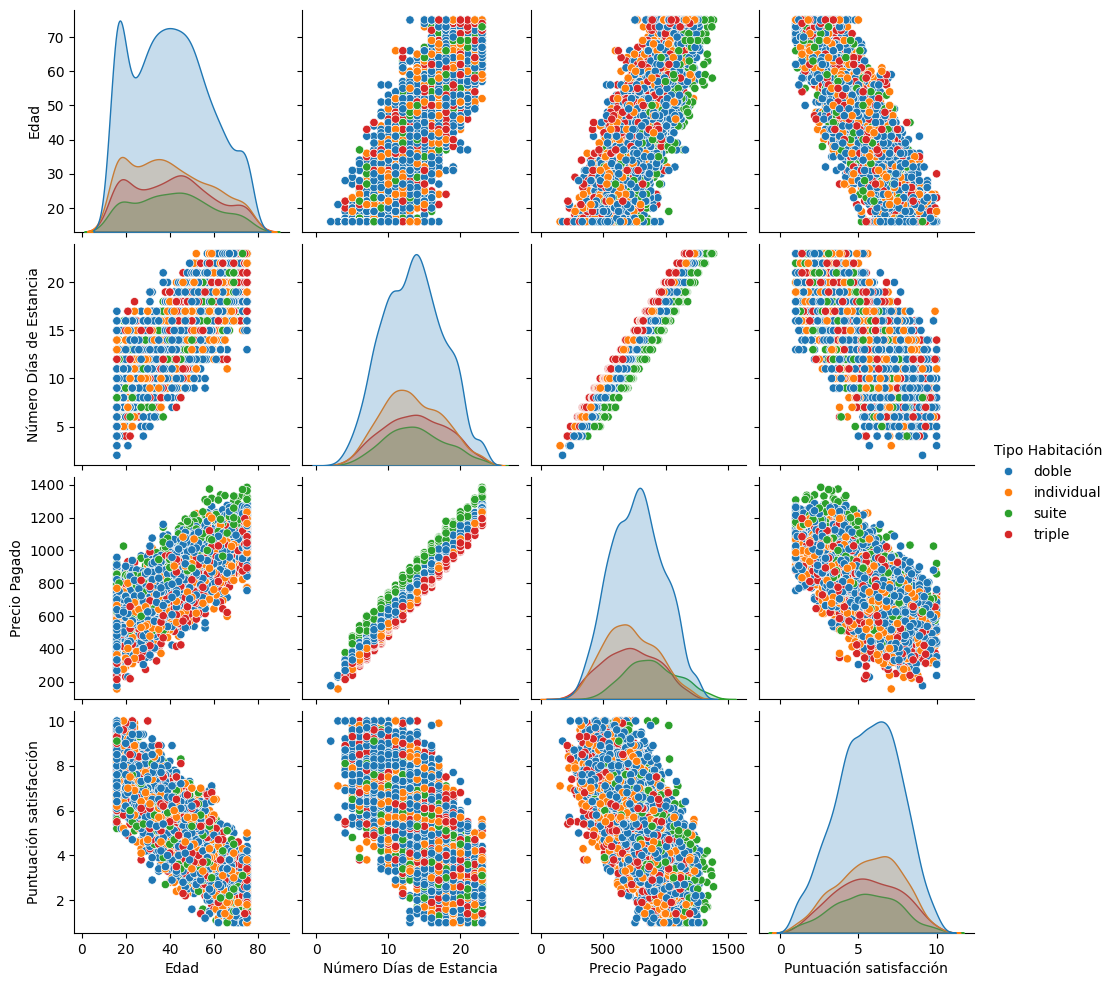 70
60
50
40
30
20
Edad
0 20 40 60 80
0 10 20
0 500 1000 1500
0 5 10
20
15
10
5
Número Días de Estancia
1400
1200
1000
800
600
400
200
Precio Pagado
10
8
6
4
2
Puntuación satisfacción
Edad
Número Días de Estancia
Precio Pagado
Puntuación satisfacción
Tipo Habitación
doble
individual
suite
triple